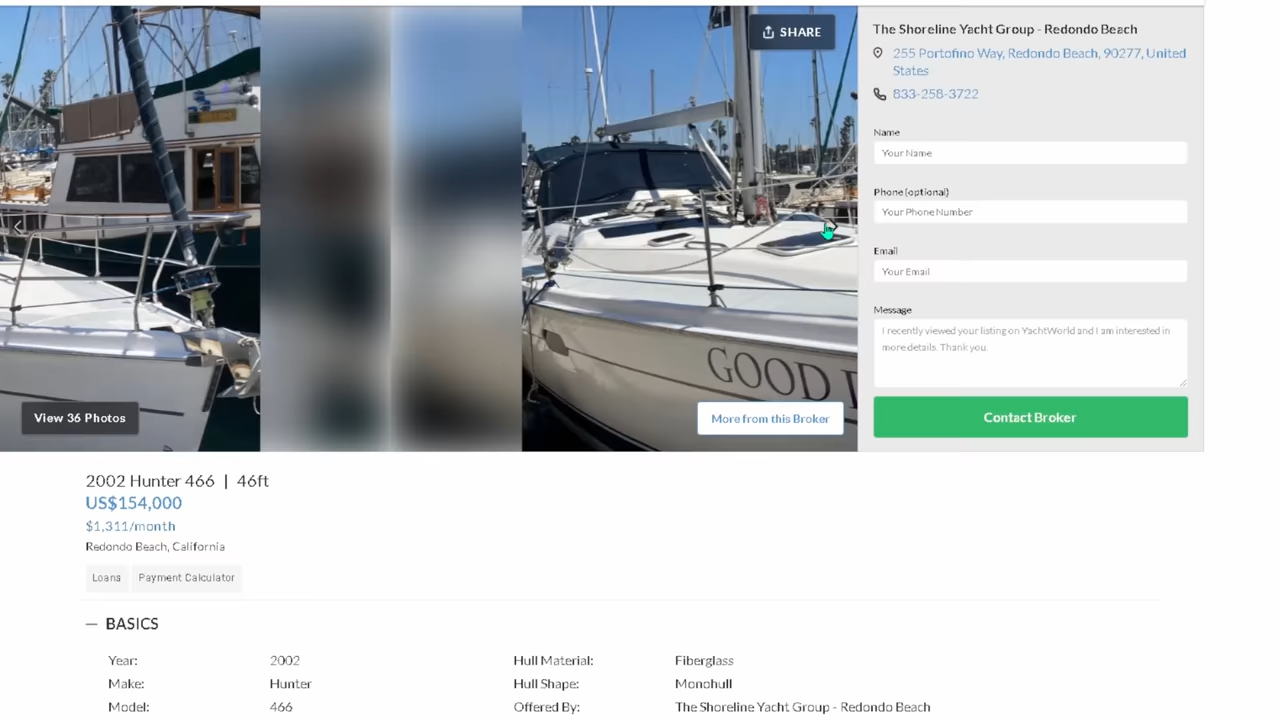 SHARE
GOOD
View 36 Photos
More from this Broker
The Shoreline Yacht Group - Redondo Beach
255 Portofino Way, Redondo Beach, 90277, United
States
833-258-3722
Name
Your Name
Phone (optional)
Your Phone Number
Email
Your Email
Message
I recently viewed your listing on YachtWorld and I am interested in
more details. Thank you.
Contact Broker
2002 Hunter 466 | 46ft
US$154,000
$1,311/month
Redondo Beach, California
Loans
Payment Calculator
— BASICS
Year: 2002 Hull Material: Fiberglass
Make: Hunter Hull Shape: Monohull
Model: 466 Offered By: The Shoreline Yacht Group - Redondo Beach